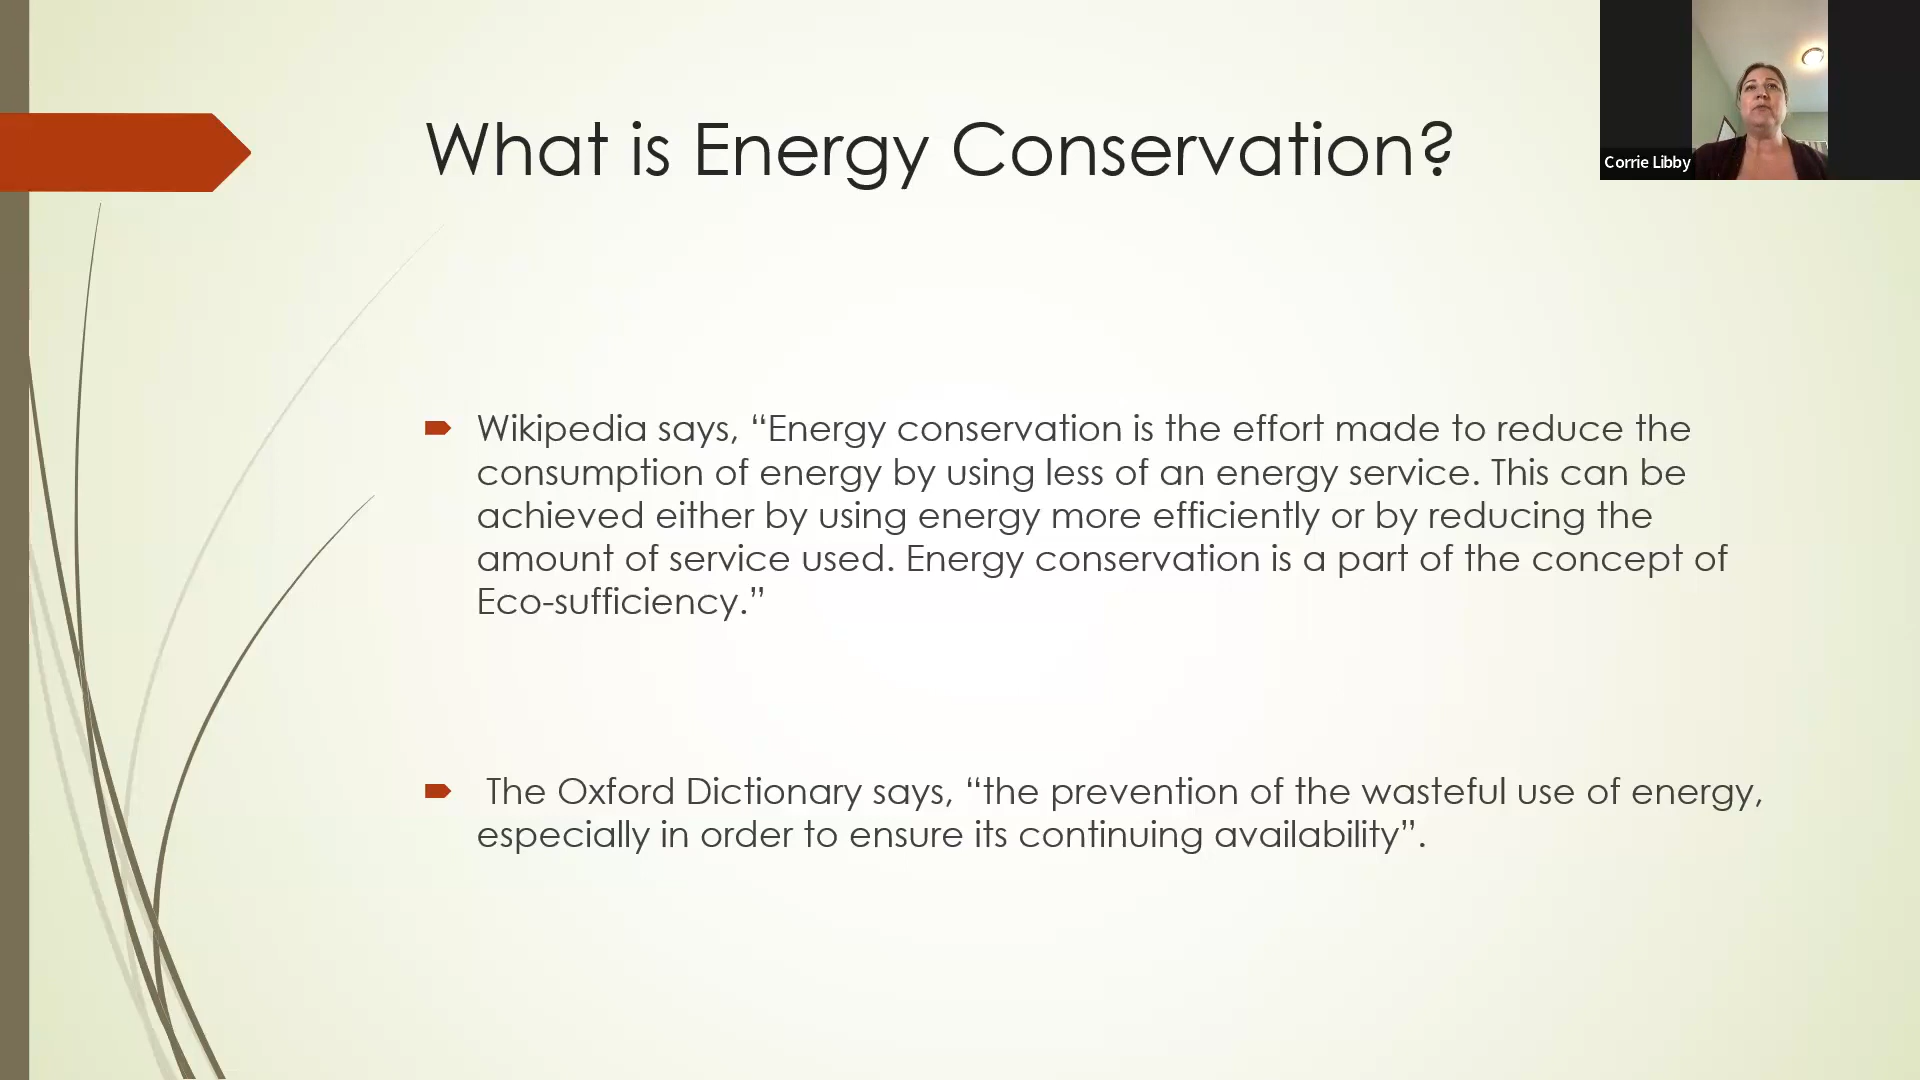 What is Energy Conservation?
Corrie Libby
Wikipedia says, “Energy conservation is the effort made to reduce the
consumption of energy by using less of an energy service. This can be
achieved either by using energy more efficiently or by reducing the
amount of service used. Energy conservation is a part of the concept of
Eco-sufficiency.”
The Oxford Dictionary says, “the prevention of the wasteful use of energy,
especially in order to ensure its continuing availability”.